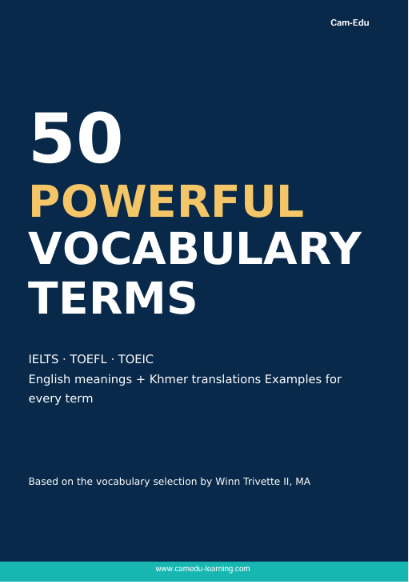 Cam-Edu
50
POWERFUL
VOCABULARY
TERMS
IELTS · TOEFL · TOEIC
English meanings + Khmer translations Examples for
every term
Based on the vocabulary selection by Winn Trivette II, MA
www.camedu-learning.com